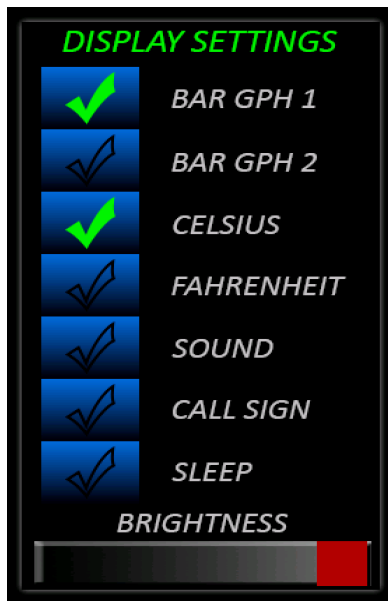 DISPLAY SETTINGS
BAR GPH 1
BAR GPH 2
CELSIUS
FAHRENHEIT
SOUND
CALL SIGN
SLEEP
BRIGHTNESS